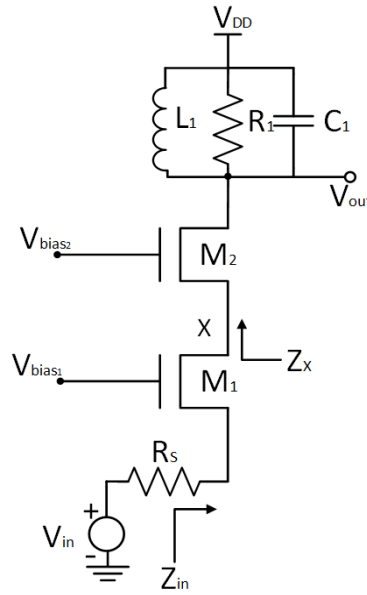 VDD
L1
R1
C1
Vout
Vbias2
M2
X
ZX
Vbias1
M1
RS
+
Vin
-
Zin